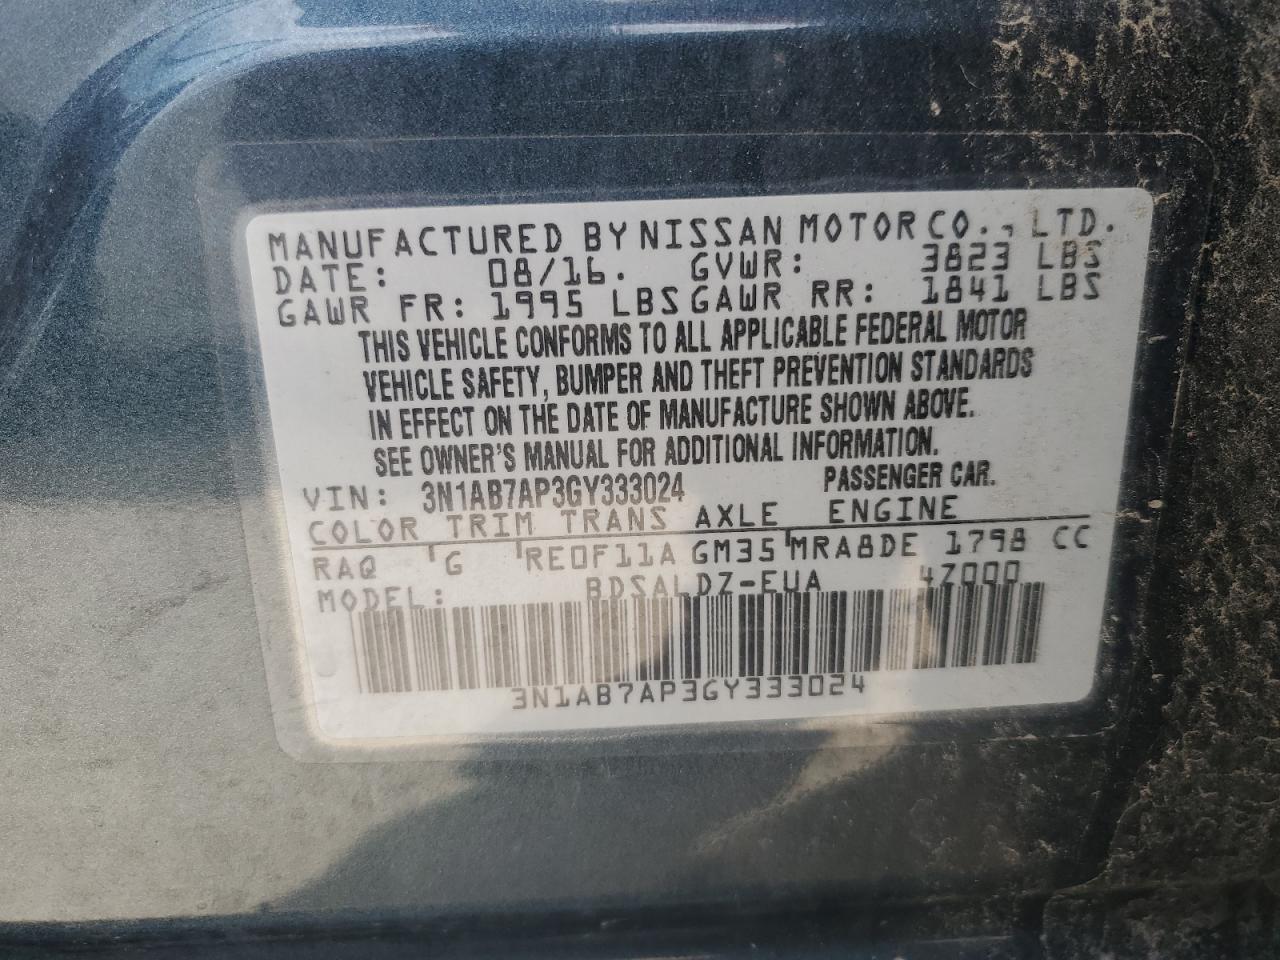 MANUFACTURED BY NISSAN MOTOR CO., LTD.
DATE: 08/16. GVWR: 3823 LBS
GAWR FR: 1995 LBS GAWR RR: 1841 LBS
THIS VEHICLE CONFORMS TO ALL APPLICABLE FEDERAL MOTOR
VEHICLE SAFETY, BUMPER AND THEFT PREVENTION STANDARDS
IN EFFECT ON THE DATE OF MANUFACTURE SHOWN ABOVE.
SEE OWNER'S MANUAL FOR ADDITIONAL INFORMATION.
VIN: 3N1AB7AP3GY333024 PASSENGER CAR.
COLOR TRIM TRANS AXLE ENGINE
RAQ G RE0F11A GM35 MRA8DE 1798 CC
MODEL: BDSALDZ-EUA 47000
3N1AB7AP3GY333024